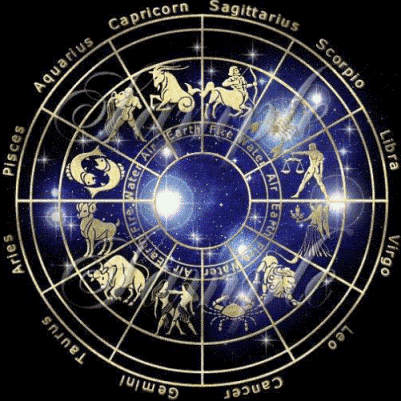 Capricorn
Sagittarius
Scorpio
Libra
Virgo
Leo
Cancer
Gemini
Taurus
Aries
Pisces
Aquarius
Earth
Fire
Water
Air
Earth
Fire
Water
Air
Earth
Fire
Water
Air